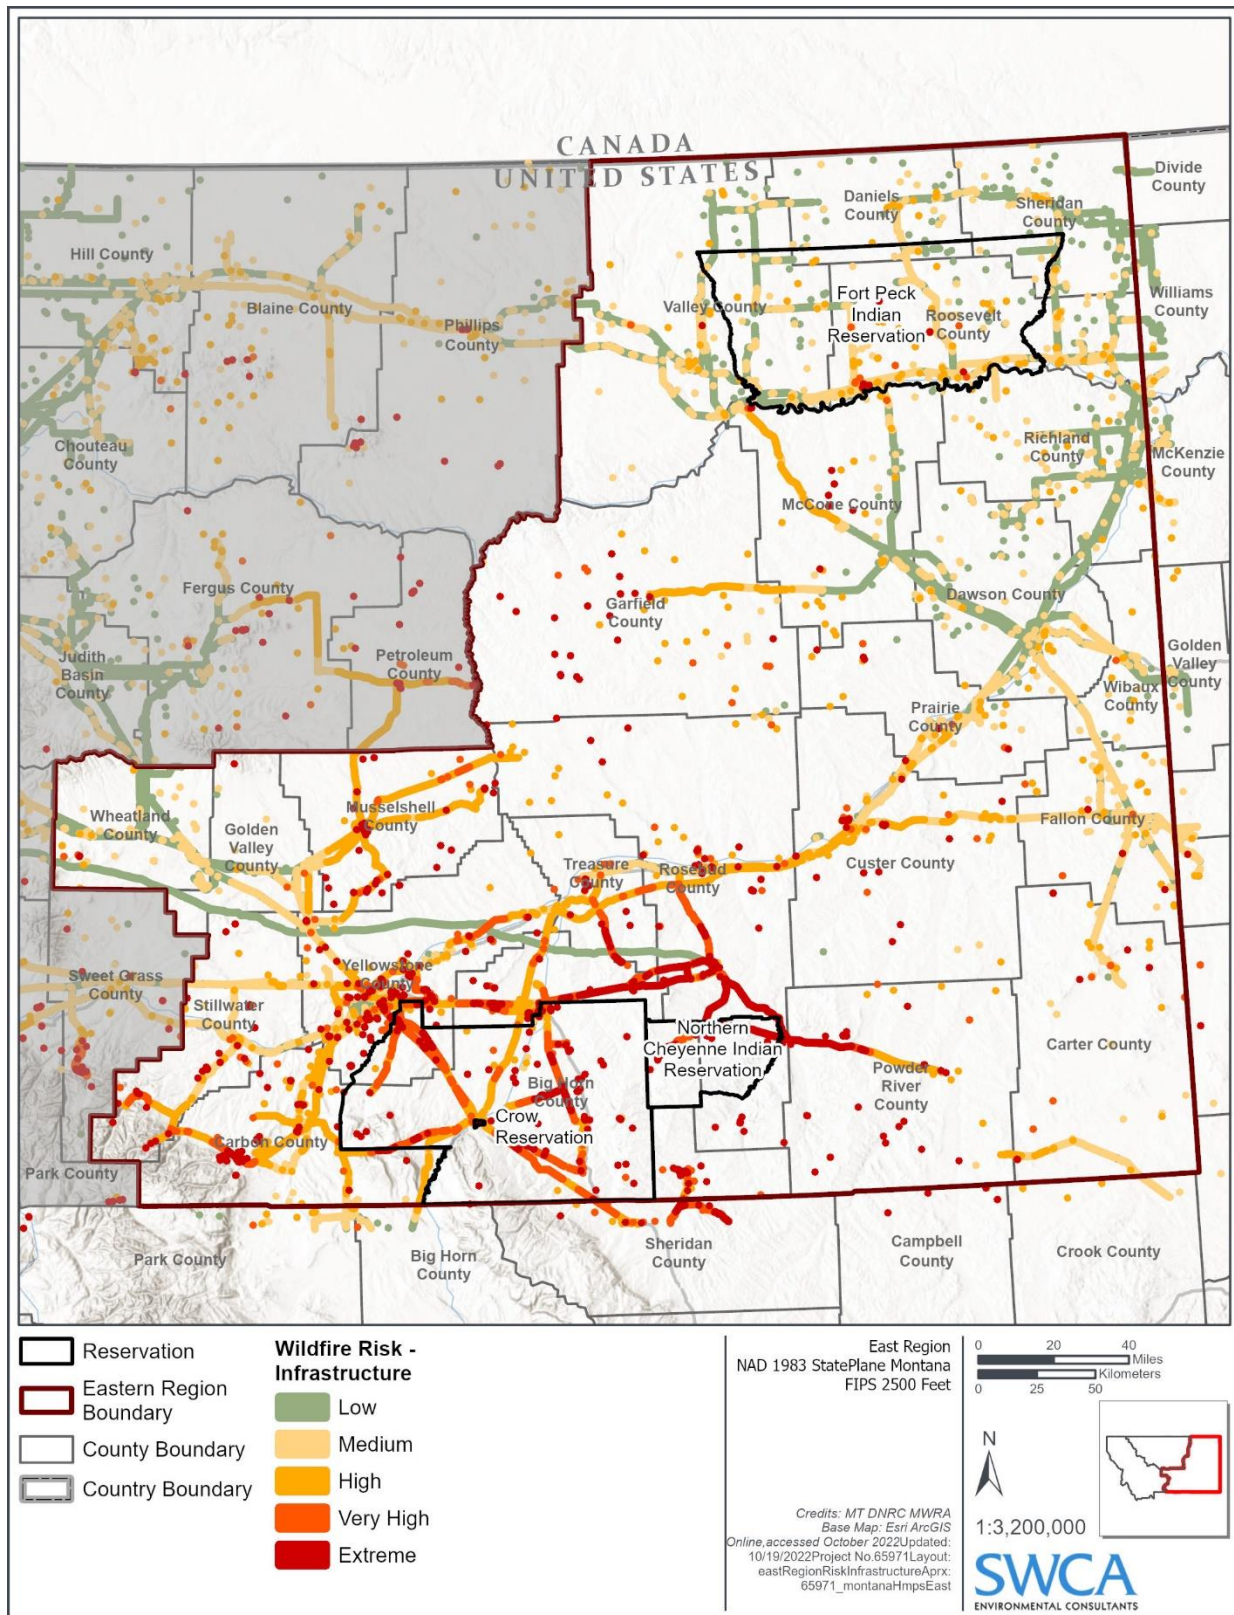 CANADA
UNITED STATES
Divide
County
Daniels
County
Sheridan
County
Hill County
Blaine County
Phillips
County
Valley County
Fort Peck
Indian
Reservation
Roosevelt
County
Williams
County
Chouteau
County
Richland
County
McKenzie
County
McCone County
Fergus County
Garfield
County
Dawson County
Judith
Basin
County
Petroleum
County
Golden
Valley
County
Wibaux
County
Prairie
County
Wheatland
County
Golden
Valley
County
Musselshell
County
Fallon County
Treasure
County
Rosebud
County
Custer County
Sweet Grass
County
Yellowstone
County
Stillwater
County
Northern
Cheyenne Indian
Reservation
Carter County
Powder
River
County
Big Horn
County
Crow
Reservation
Carbon County
Park County
Park County
Big Horn
County
Sheridan
County
Campbell
County
Crook County
Reservation
Eastern Region
Boundary
County Boundary
Country Boundary
Wildfire Risk -
Infrastructure
Low
Medium
High
Very High
Extreme
East Region
NAD 1983 StatePlane Montana
FIPS 2500 Feet
Credits: MT DNRC MWRA
Base Map: Esri ArcGIS
Online,accessed October 2022Updated:
10/19/2022Project No.65971Layout:
eastRegionRiskInfrastructureAprx:
65971_montanaHmpsEast
0 20 40
Miles
Kilometers
0 25 50
N
1:3,200,000
SWCA
ENVIRONMENTAL CONSULTANTS